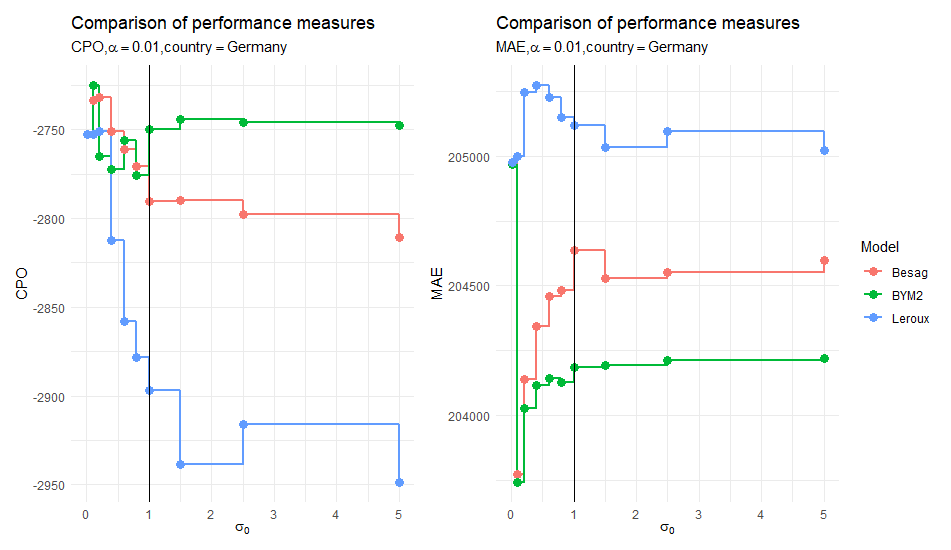 Comparison of performance measures
CPO,α = 0.01,country = Germany
CPO
-2750
-2800
-2850
-2900
-2950
0 1 2 3 4 5
σ0
Comparison of performance measures
MAE,α = 0.01,country = Germany
MAE
205000
204500
204000
0 1 2 3 4 5
σ0
Model
Besag
BYM2
Leroux